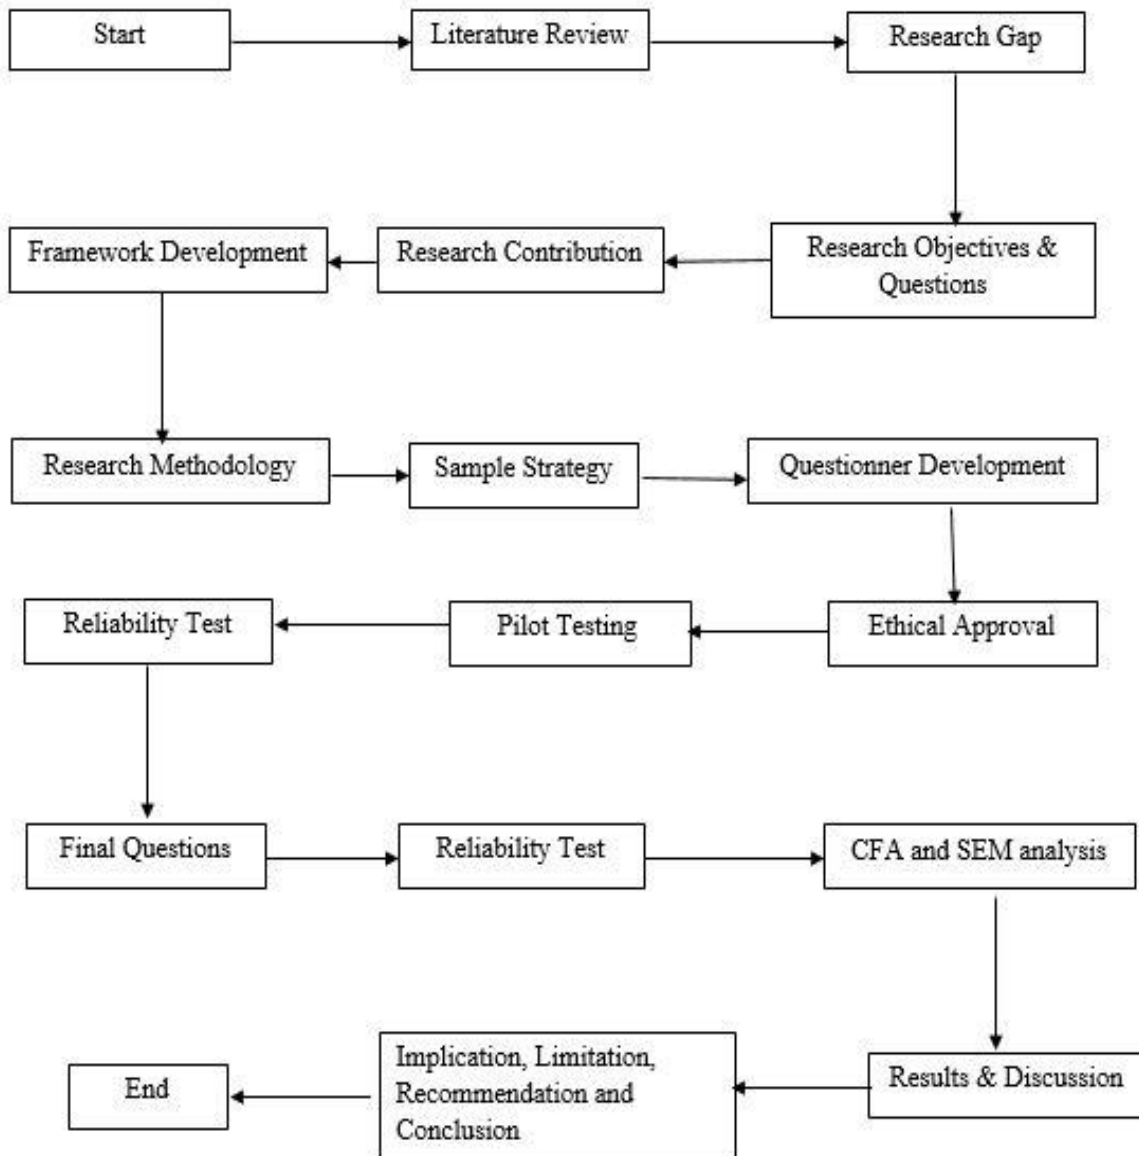 Start
Literature Review
Research Gap
Research Objectives &
Questions
Research Contribution
Framework Development
Research Methodology
Sample Strategy
Questionner Development
Ethical Approval
Pilot Testing
Reliability Test
Final Questions
Reliability Test
CFA and SEM analysis
Results & Discussion
Implication, Limitation,
Recommendation and
Conclusion
End